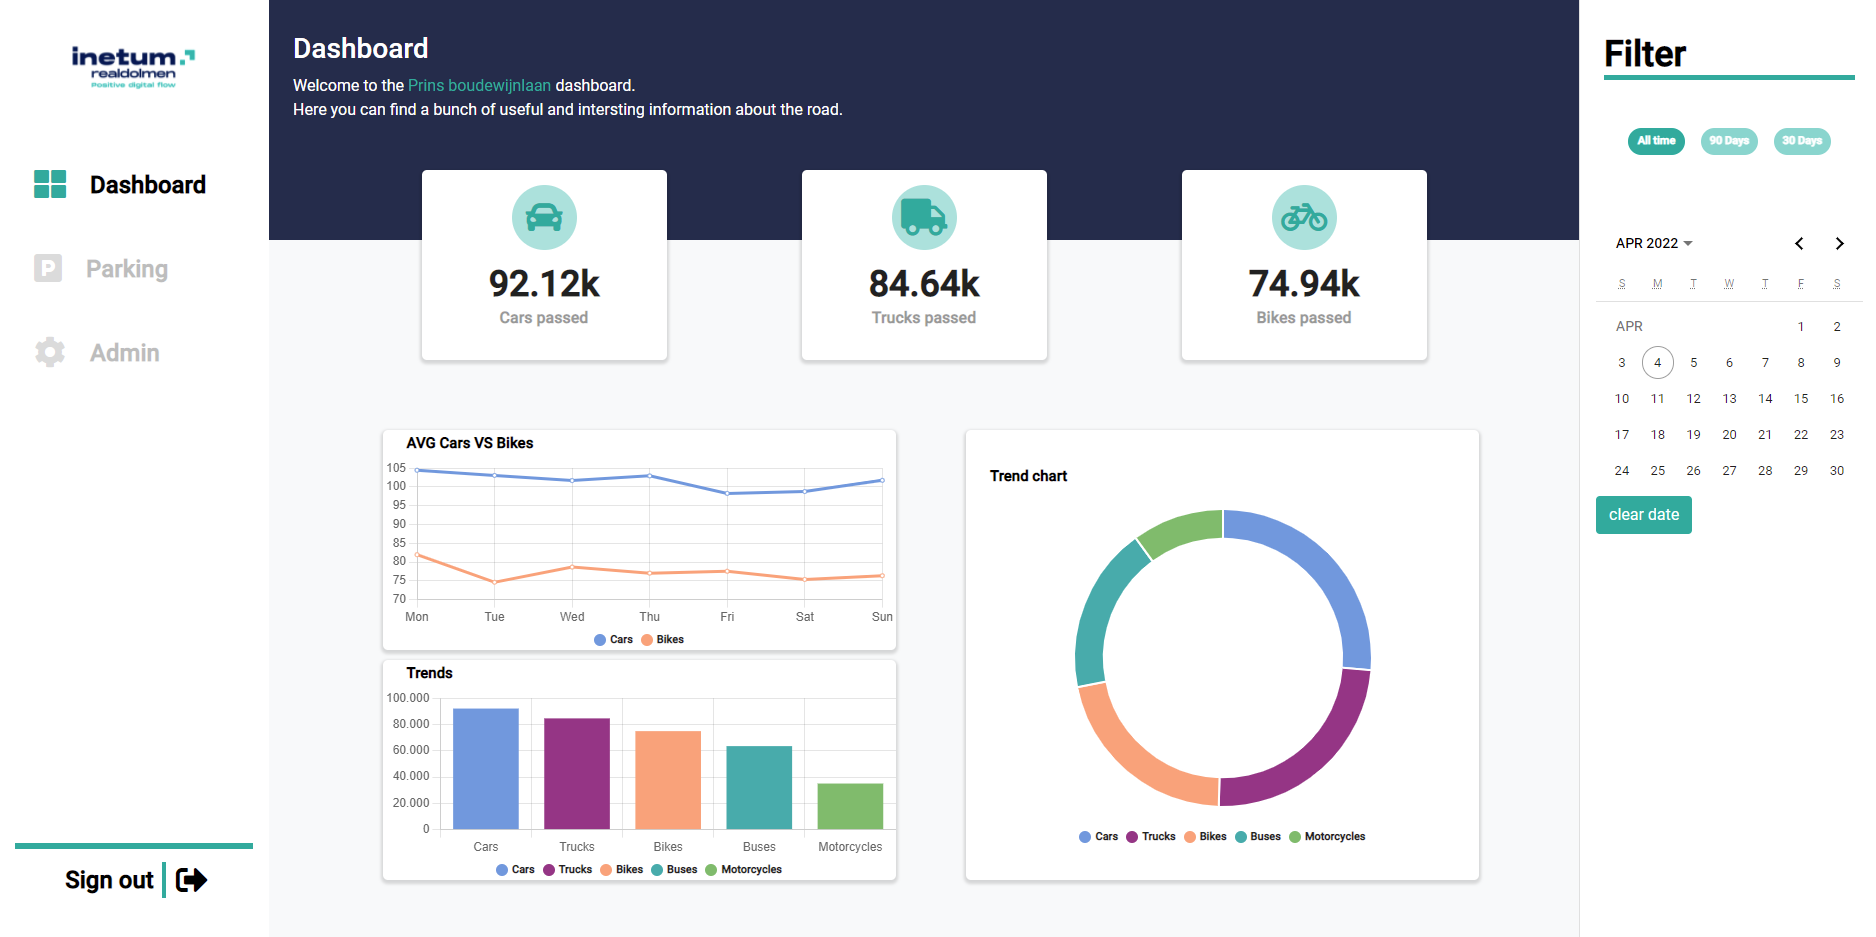 inetum
realdolmen
Positive digital flow
Dashboard
Parking
Admin
Sign out
Dashboard
Welcome to the Prins boudewijnlaan dashboard.
Here you can find a bunch of useful and intersting information about the road.
92.12k
Cars passed
84.64k
Trucks passed
74.94k
Bikes passed
AVG Cars VS Bikes
105
100
95
90
85
80
75
70
Mon Tue Wed Thu Fri Sat Sun
Cars Bikes
Trends
100.000
80.000
60.000
40.000
20.000
0
Cars Trucks Bikes Buses Motorcycles
Cars Trucks Bikes Buses Motorcycles
Trend chart
Cars Trucks Bikes Buses Motorcycles
Filter
All time 90 Days 30 Days
APR 2022
S M T W T F S
APR 1 2
3 4 5 6 7 8 9
10 11 12 13 14 15 16
17 18 19 20 21 22 23
24 25 26 27 28 29 30
clear date